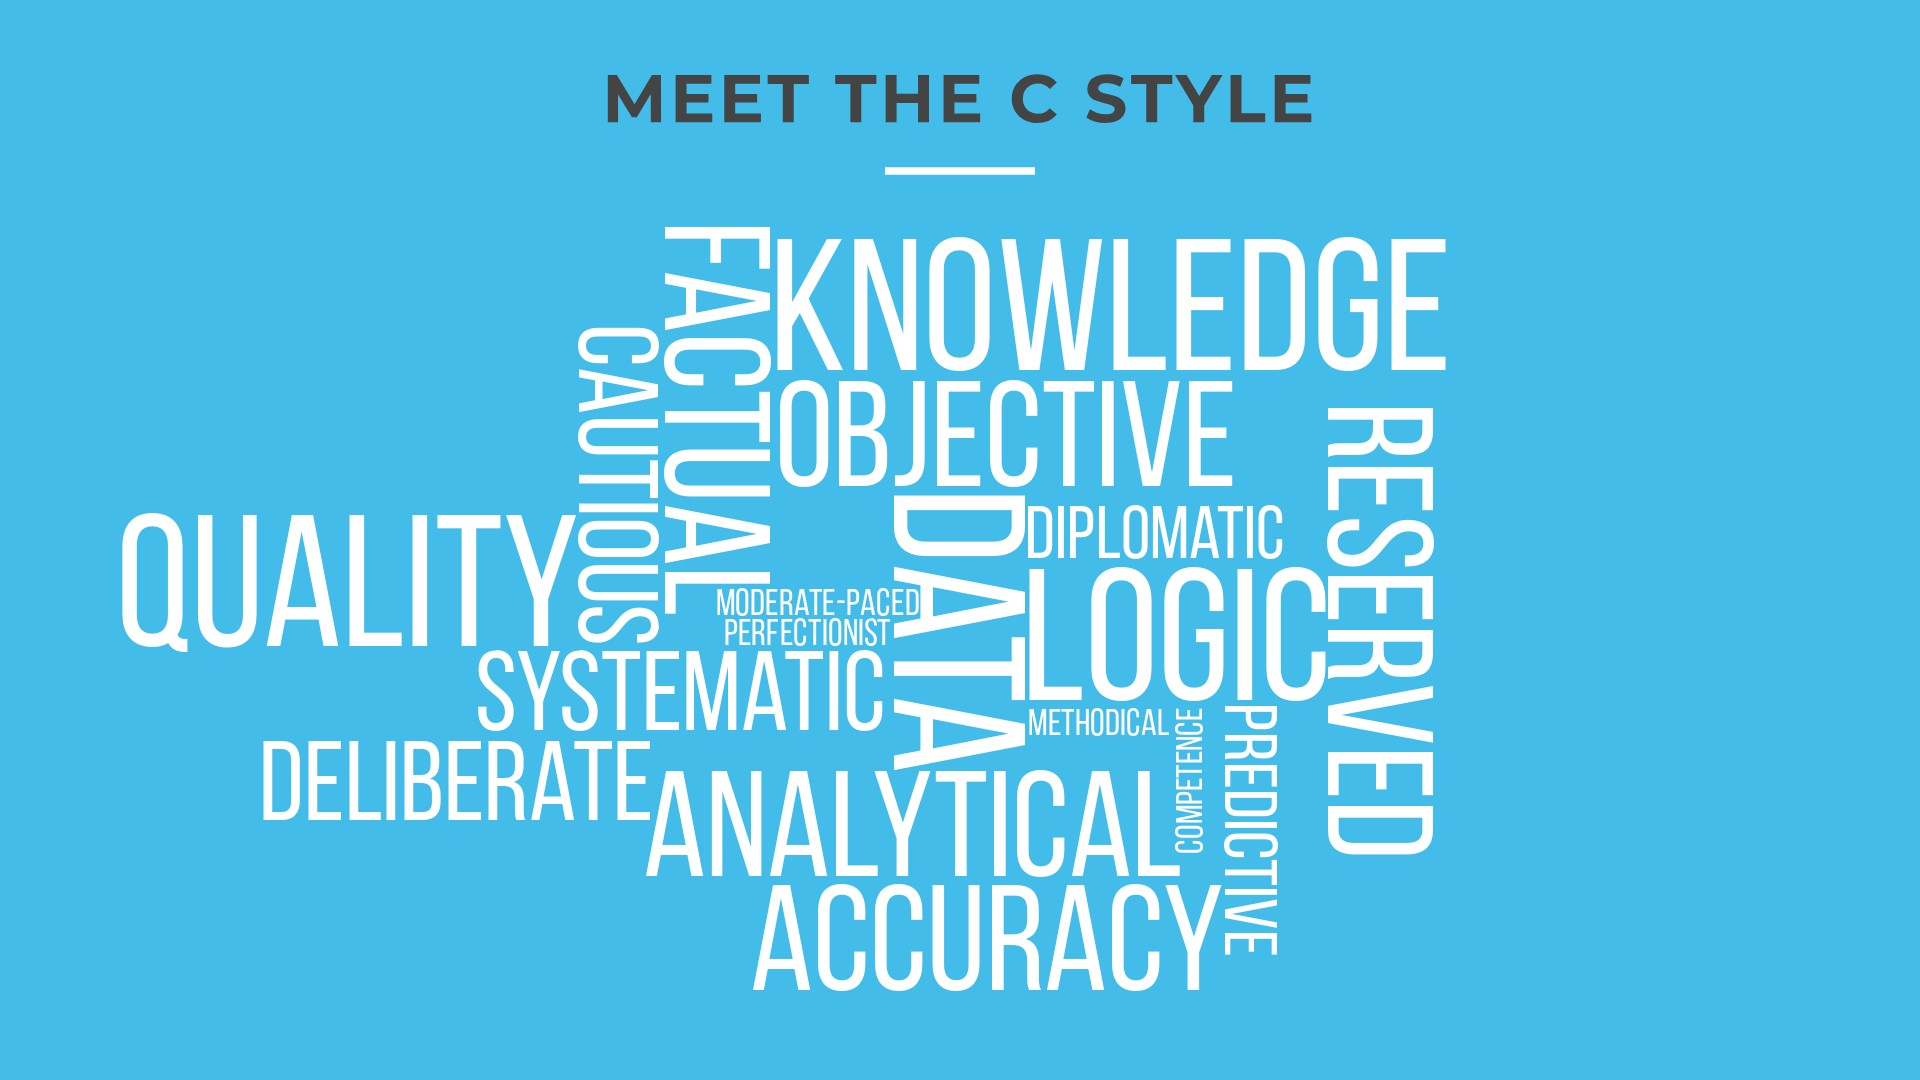 MEET THE C STYLE
FACTUAL
KNOWLEDGE
CAUTIOUS
OBJECTIVE
RESERVED
QUALITY
DATA
DIPLOMATIC
LOGIC
MODERATE-PACED
PERFECTIONIST
SYSTEMATIC
METHODICAL
COMPETENCE
PREDICTIVE
DELIBERATE
ANALYTICAL
ACCURACY